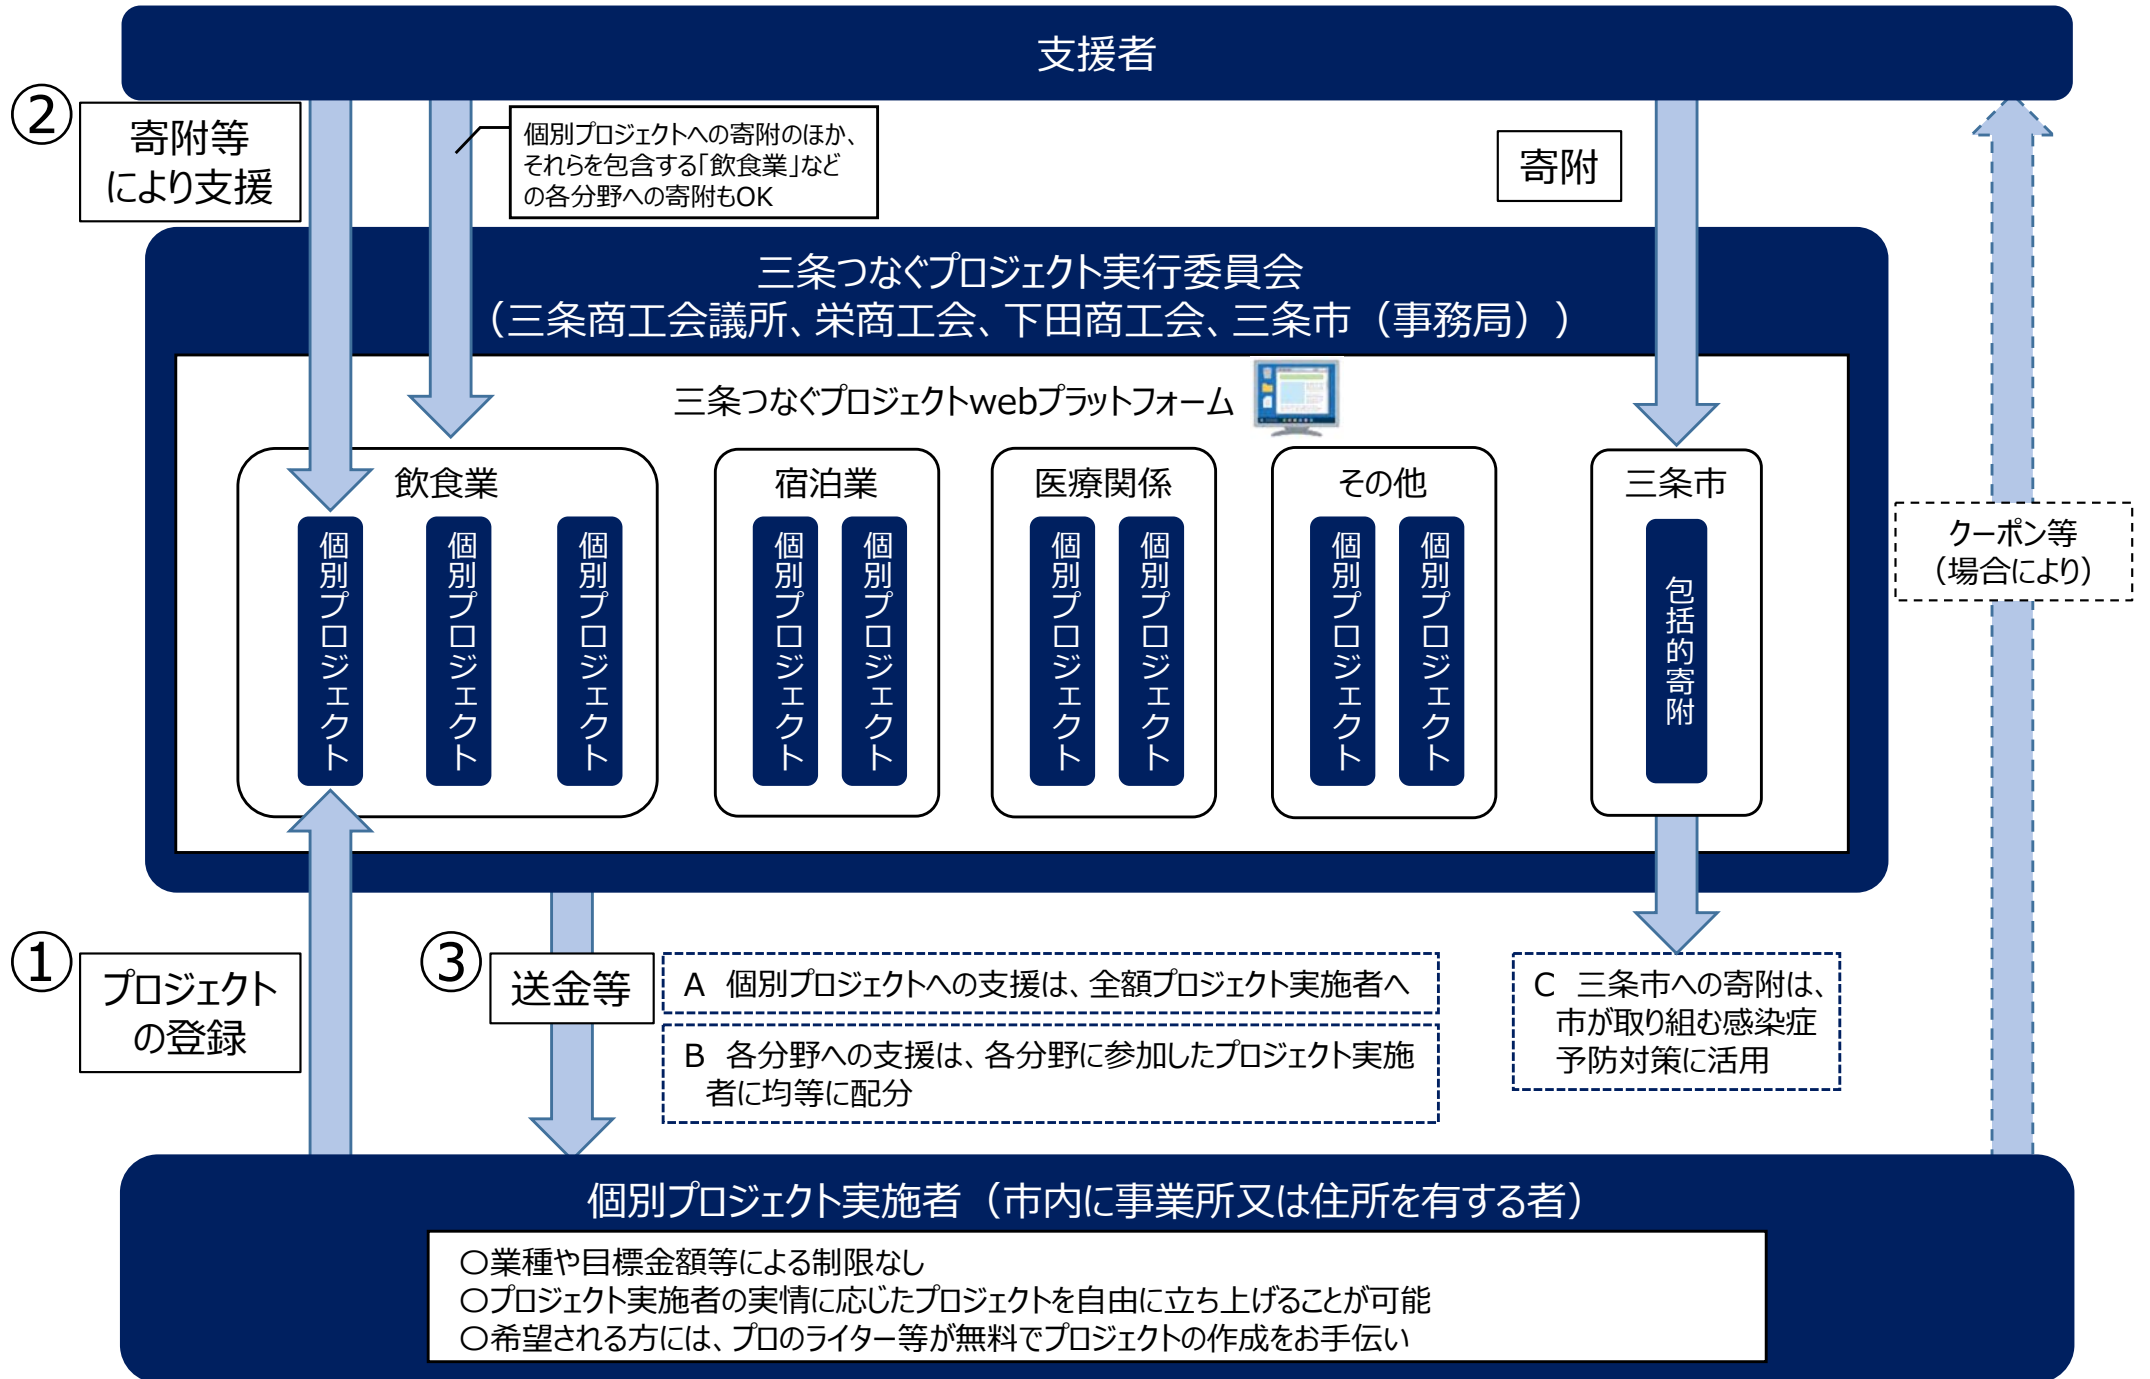 支援者
②
寄附等
により支援
個別プロジェクトへの寄附のほか、
それらを包含する「飲食業」など
の各分野への寄附もOK
寄附
三条つなぐプロジェクト実行委員会
（三条商工会議所、栄商工会、下田商工会、三条市（事務局））
三条つなぐプロジェクトwebプラットフォーム
飲食業
個別プロジェクト
個別プロジェクト
個別プロジェクト
宿泊業
個別プロジェクト
個別プロジェクト
医療関係
個別プロジェクト
個別プロジェクト
その他
個別プロジェクト
個別プロジェクト
三条市
包括的寄附
クーポン等
（場合により）
①
プロジェクト
の登録
③
送金等
A 個別プロジェクトへの支援は、全額プロジェクト実施者へ
B 各分野への支援は、各分野に参加したプロジェクト実施
者に均等に配分
C 三条市への寄附は、
市が取り組む感染症
予防対策に活用
個別プロジェクト実施者（市内に事業所又は住所を有する者）
〇業種や目標金額等による制限なし
〇プロジェクト実施者の実情に応じたプロジェクトを自由に立ち上げることが可能
〇希望される方には、プロのライター等が無料でプロジェクトの作成をお手伝い